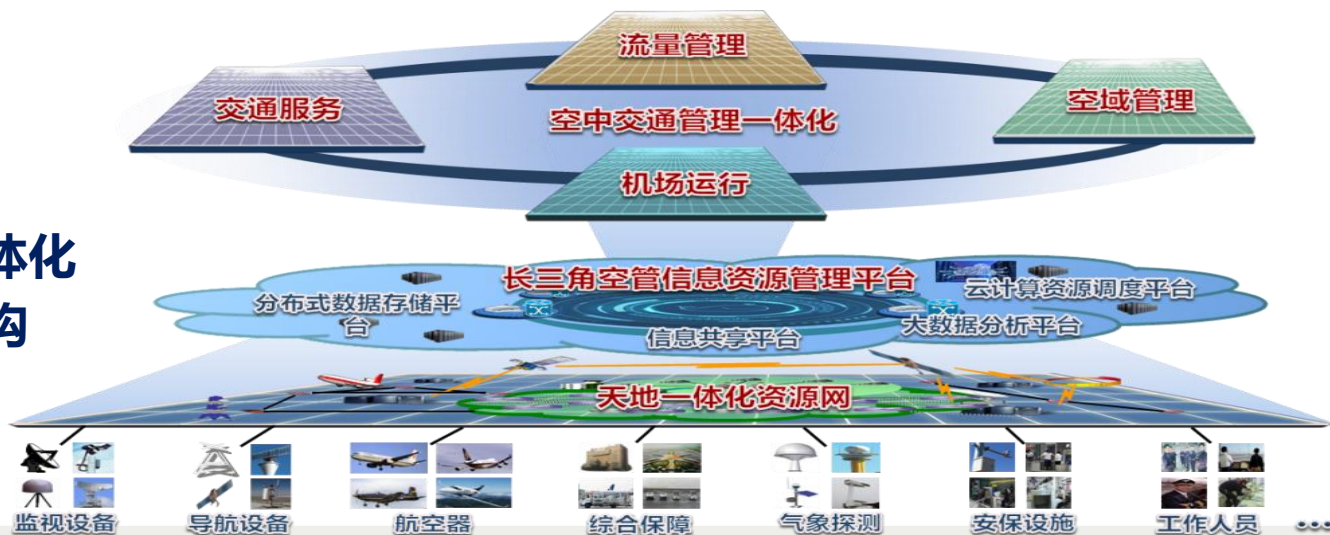 流量管理
交通服务
空域管理
空中交通管理一体化
机场运行
体化
构
长三角空管信息资源管理平台
分布式数据存储平
台
云计算资源调度平台
大数据分析平台
信息共享平台
天地一体化资源网
监视设备
导航设备
航空器
综合保障
气象探测
安保设施
工作人员
...